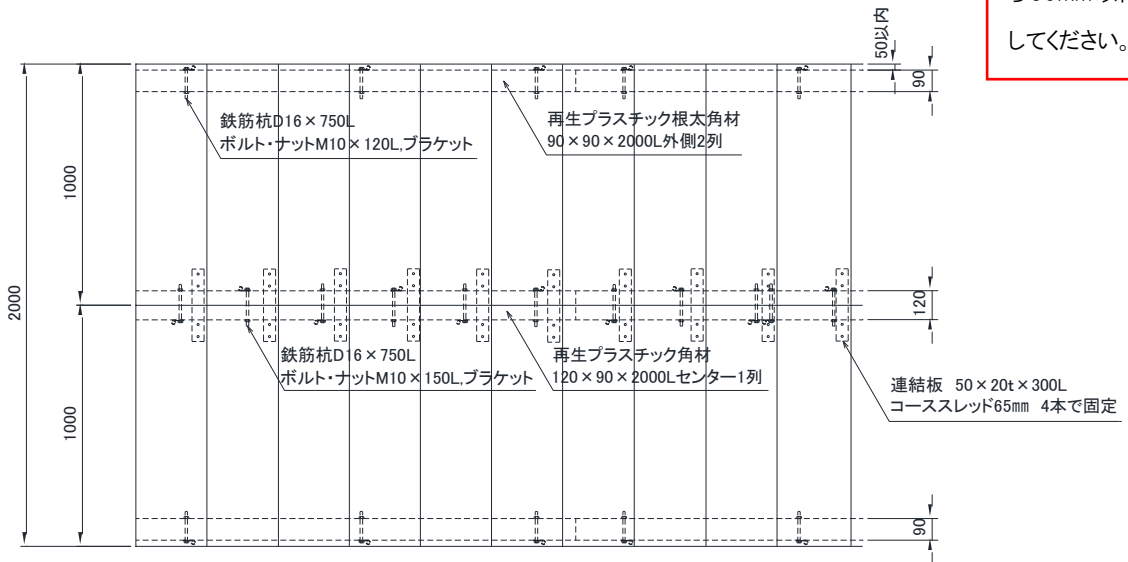 してください。
50以内
90
鉄筋杭D16×750L
ボルト・ナットM10×120L,ブラケット
再生プラスチック根太角材
90×90×2000L外側2列
1000
2000
120
鉄筋杭D16×750L
ボルト・ナットM10×150L,ブラケット
再生プラスチック角材
120×90×2000Lセンター1列
連結板 50×20t×300L
コーススレッド65mm 4本で固定
1000
90